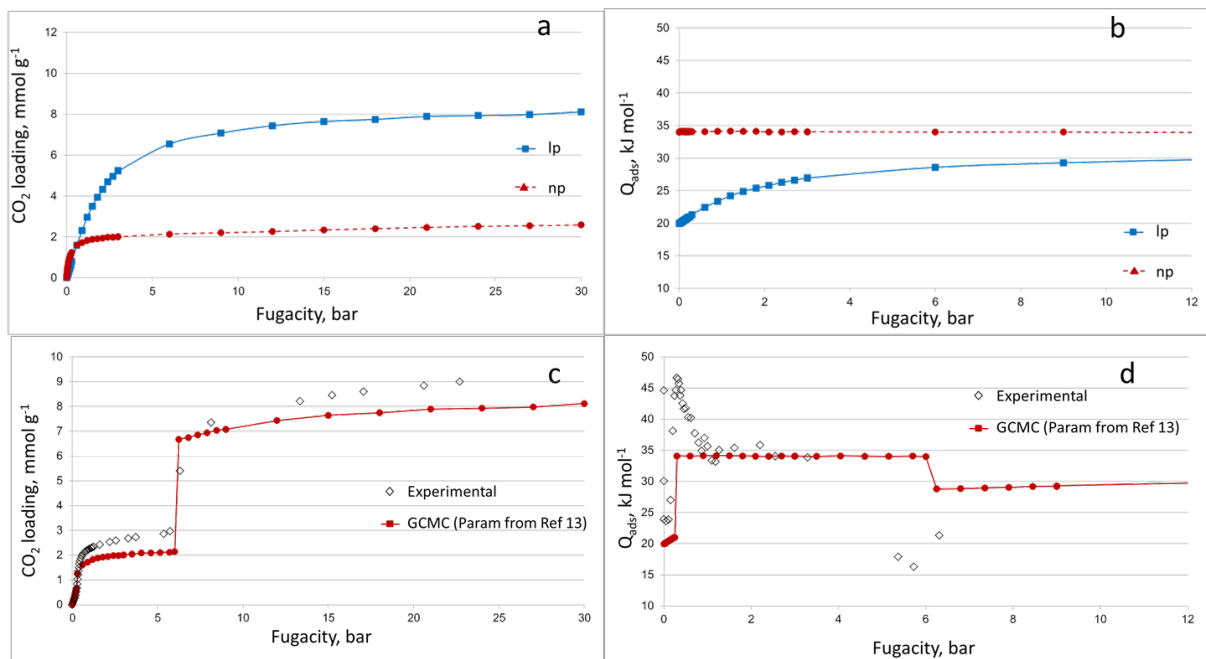 a
CO2 loading, mmol g-1
12
10
8
6
4
2
0
0 5 10 15 20 25 30
Fugacity, bar
lp
np
b
Qads, kJ mol-1
50
45
40
35
30
25
20
15
10
0 2 4 6 8 10 12
Fugacity, bar
lp
np
c
CO2 loading, mmol g-1
10
9
8
7
6
5
4
3
2
1
0
0 5 10 15 20 25 30
Fugacity, bar
Experimental
GCMC (Param from Ref 13)
d
Qads, kJ mol-1
50
45
40
35
30
25
20
15
10
0 2 4 6 8 10 12
Fugacity, bar
Experimental
GCMC (Param from Ref 13)